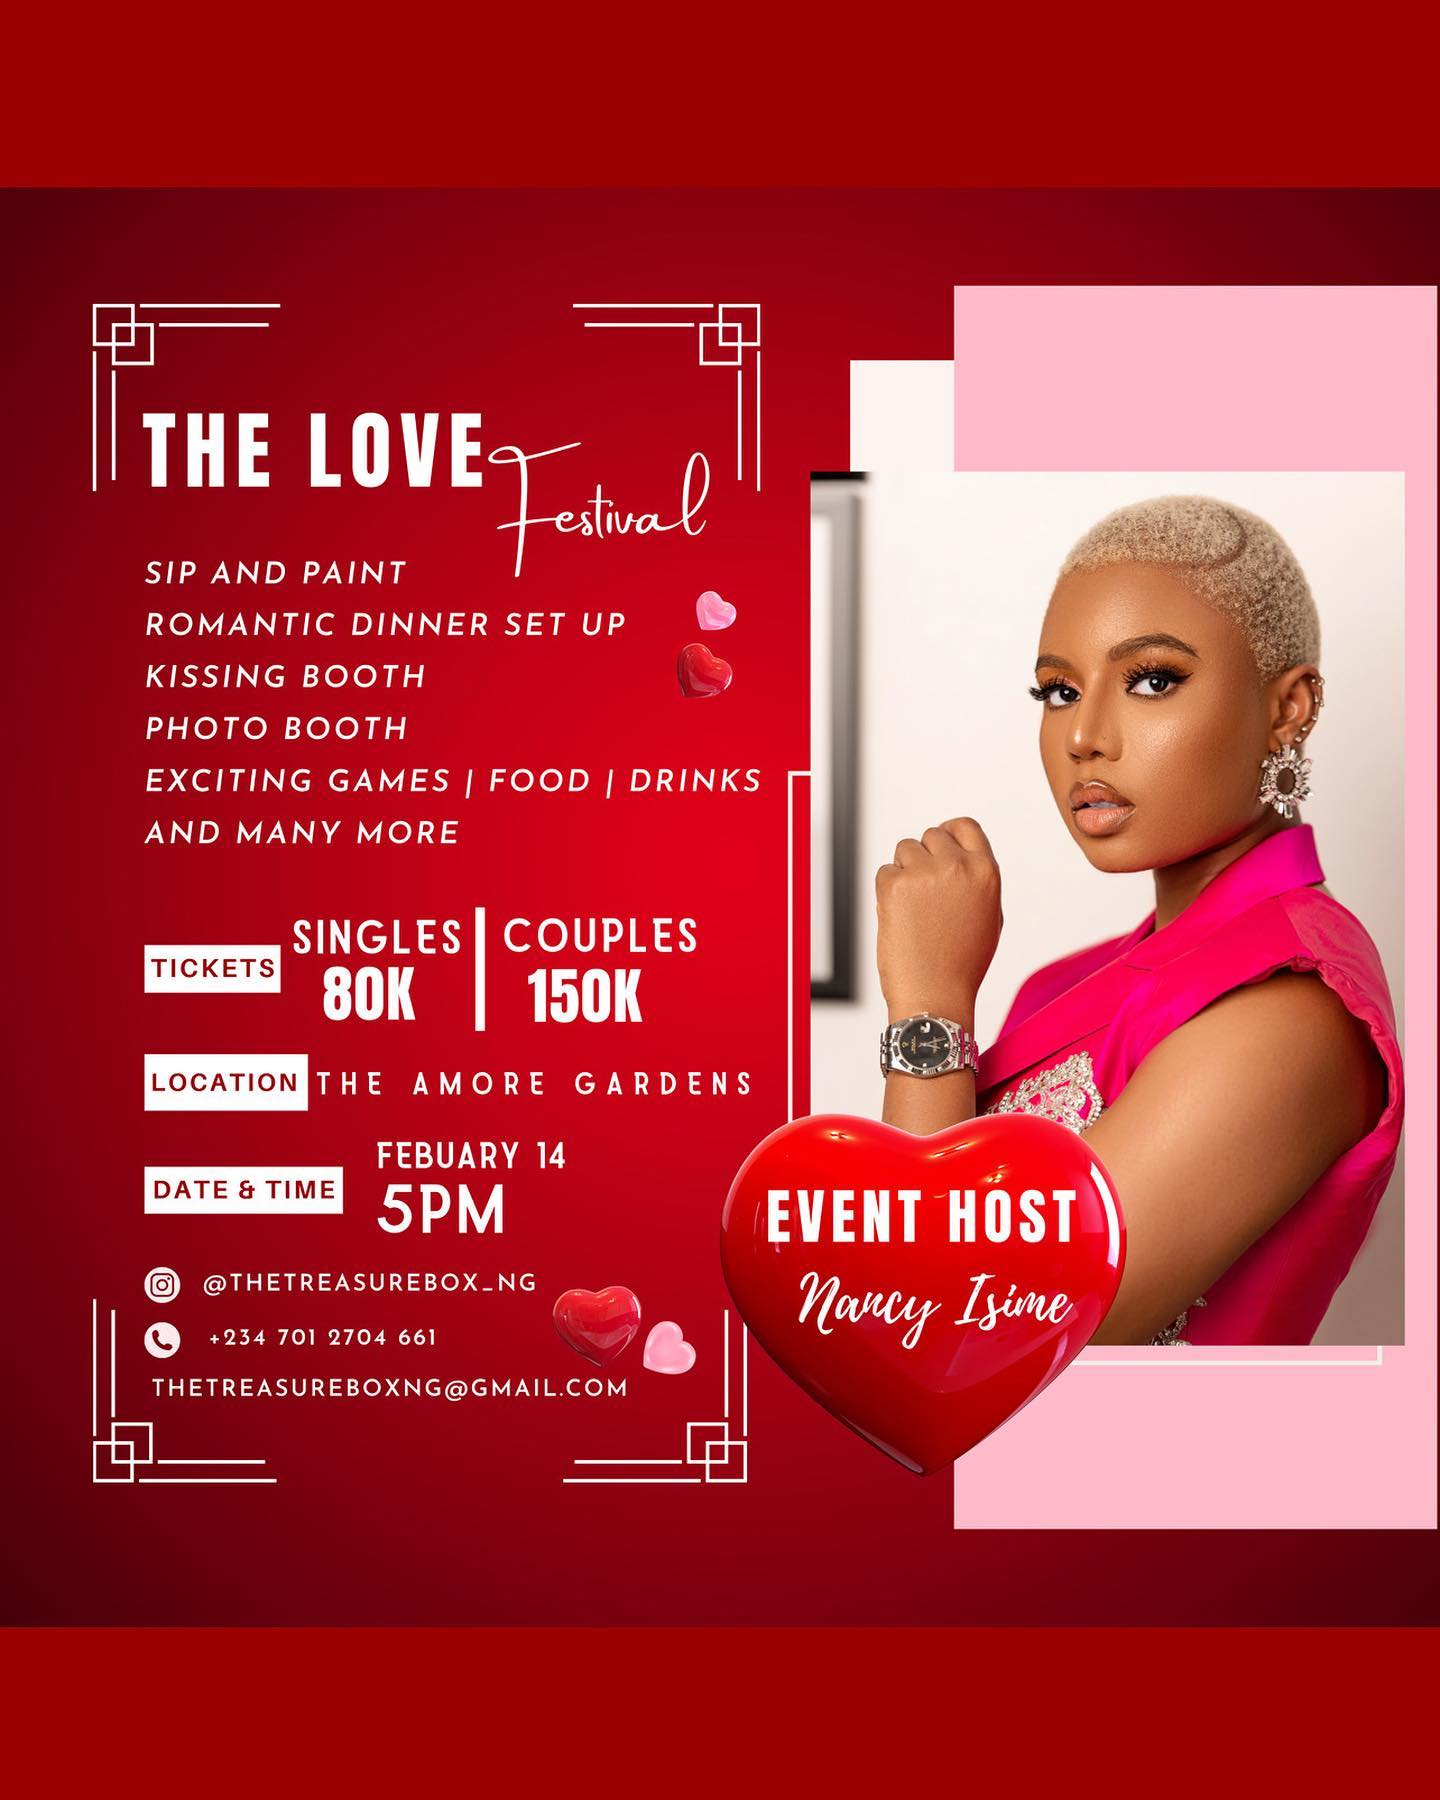 THE LOVE
Festival
SIP AND PAINT
ROMANTIC DINNER SET UP
KISSING BOOTH
PHOTO BOOTH
EXCITING GAMES | FOOD | DRINKS
AND MANY MORE
TICKETS
SINGLES | COUPLES
80K | 150K
LOCATION THE AMORE GARDENS
DATE & TIME
FEBUARY 14
5PM
@THETREASUREBOX_NG
+234 701 2704 661
THETREASUREBOXNG@GMAIL.COM
EVENT HOST
Nancy Isime